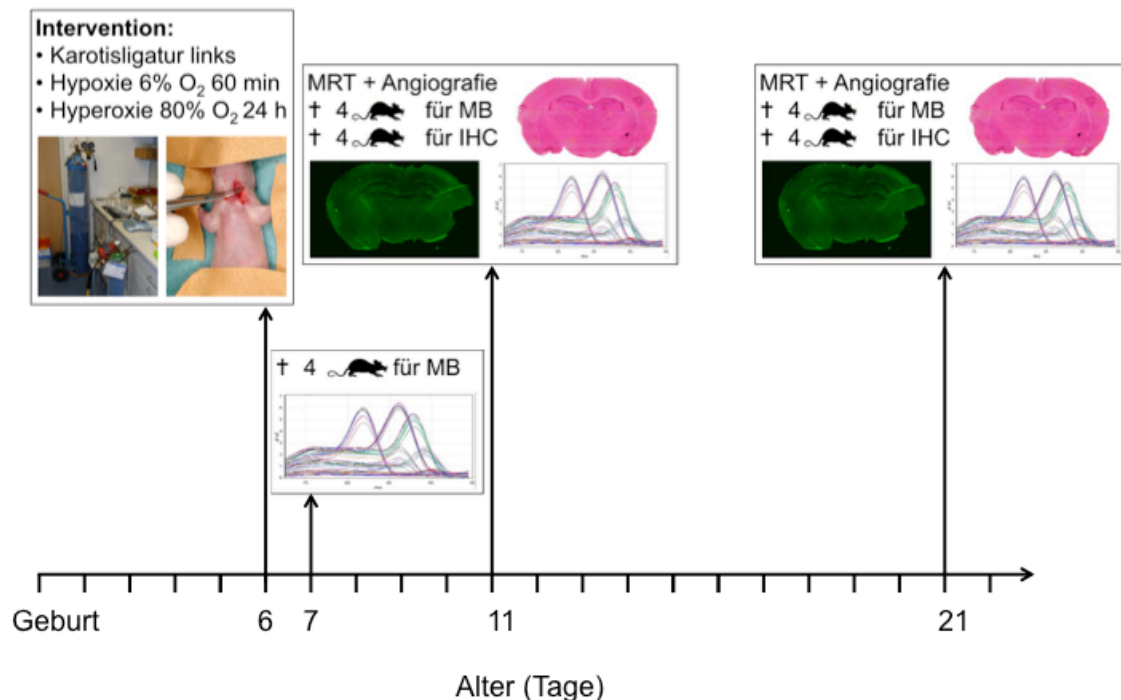 Intervention:
• Karotisligatur links
• Hypoxie 6% O₂ 60 min
• Hyperoxie 80% O₂ 24 h
MRT + Angiografie
† 4 für MB
† 4 für IHC
MRT + Angiografie
† 4 für MB
† 4 für IHC
† 4 für MB
Geburt 6 7 11 21
Alter (Tage)